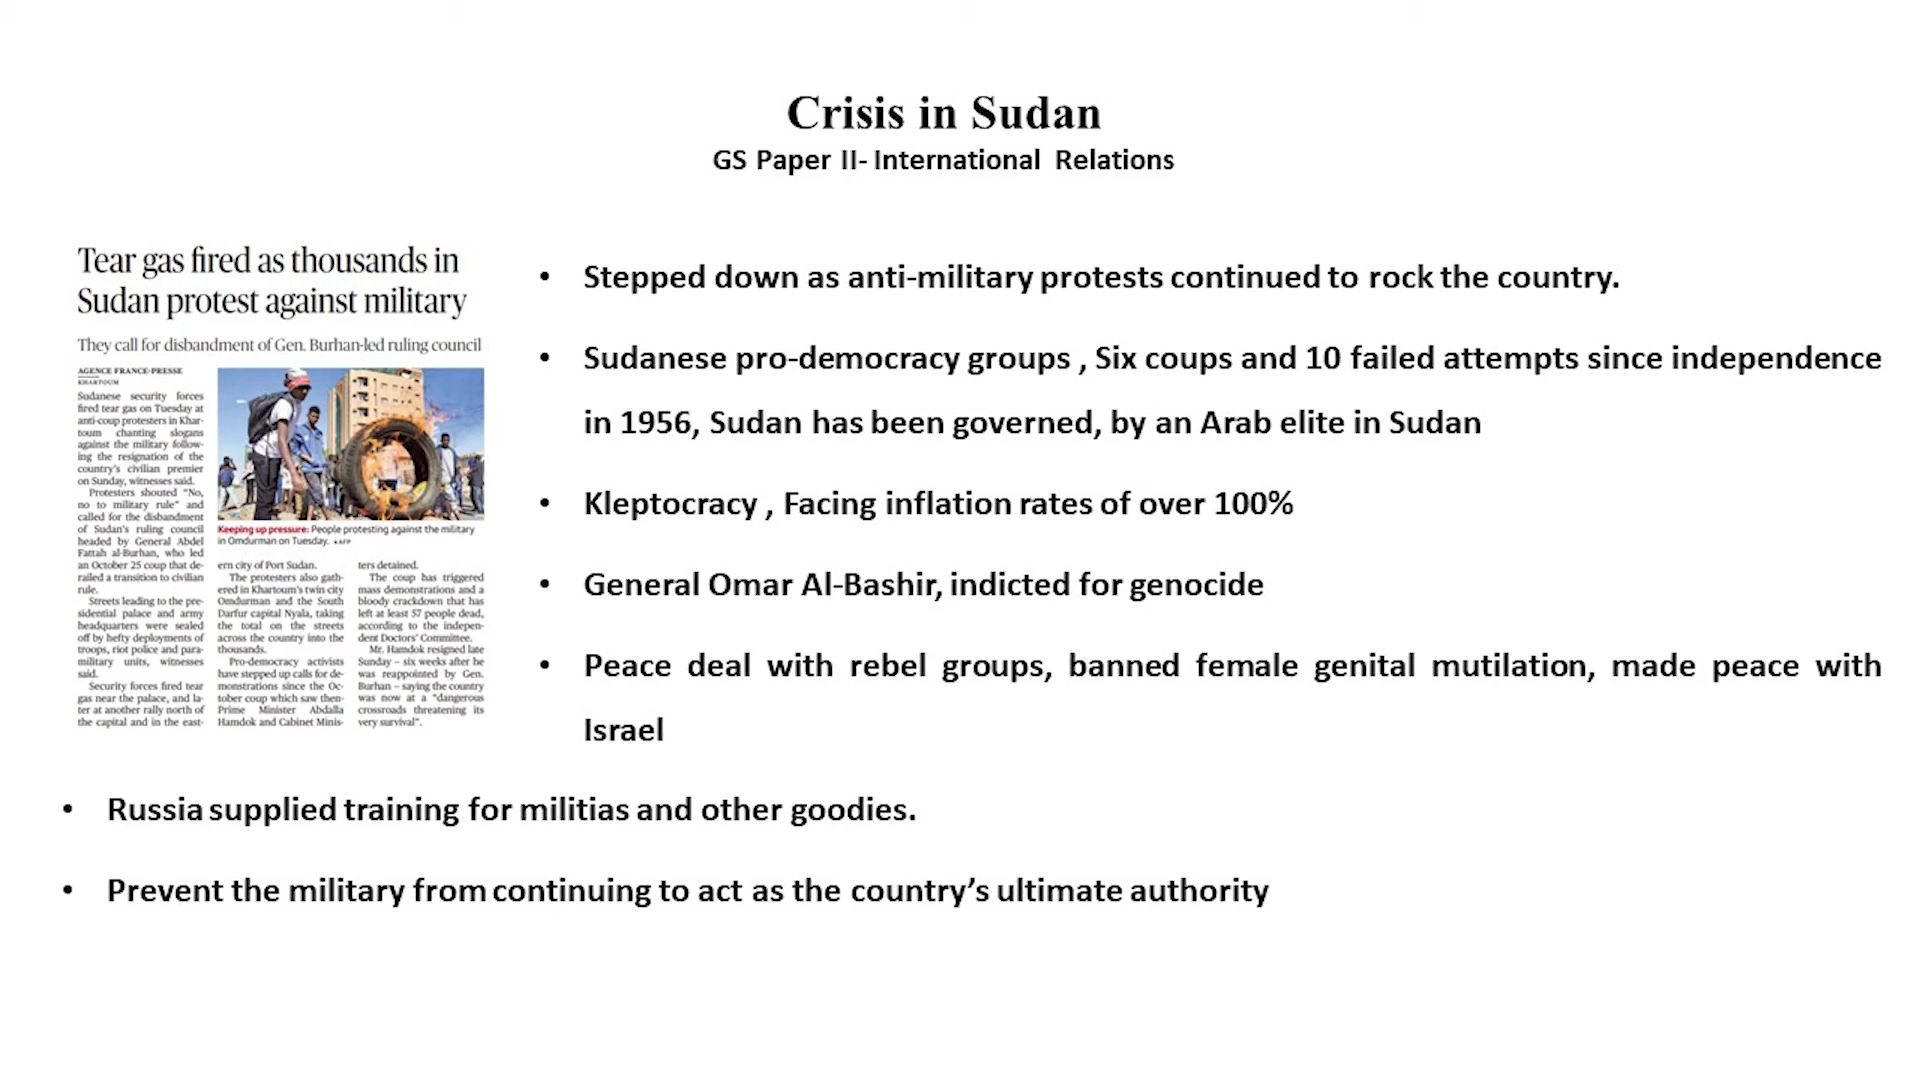 Crisis in Sudan
GS Paper II- International Relations
Tear gas fired as thousands in
Sudan protest against military
They call for disbandment of Gen. Burhan-led ruling council
AGENCE FRANCE-PRESSE
KHARTOUM
Sudanese security forces
fired tear gas on Tuesday at
anti-coup protesters in Khar-
toum chanting slogans
against the military follow-
ing the resignation of the
country's civilian premier
on Sunday, witnesses said.
Protesters shouted "No,
no to military rule" and
called for the disbandment
of Sudan's ruling council
headed by General Abdel
Fattah al-Burhan, who led
an October 25 coup that de-
railed a transition to civilian
rule.
Streets leading to the pre-
sidential palace and army
headquarters were sealed
off by hefty deployments of
troops, riot police and para-
military units, witnesses
said.
Security forces fired tear
gas near the palace, and la-
ter at another rally north of
the capital and in the east-
Keeping up pressure: People protesting against the military
in Omdurman on Tuesday. • AFP
ern city of Port Sudan.
The protesters also gath-
ered in Khartoum's twin city
Omdurman and the South
Darfur capital Nyala, taking
the total on the streets
across the country into the
thousands.
Pro-democracy activists
have stepped up calls for de-
monstrations since the Oc-
tober coup which saw then-
Prime Minister Abdalla
Hamdok and Cabinet Minis-
ters detained.
The coup has triggered
mass demonstrations and a
bloody crackdown that has
left at least 57 people dead,
according to the indepen-
dent Doctors' Committee.
Mr. Hamdok resigned late
Sunday – six weeks after he
was reappointed by Gen.
Burhan – saying the country
was now at a "dangerous
crossroads threatening its
very survival".
• Stepped down as anti-military protests continued to rock the country.
• Sudanese pro-democracy groups , Six coups and 10 failed attempts since independence
in 1956, Sudan has been governed, by an Arab elite in Sudan
• Kleptocracy , Facing inflation rates of over 100%
• General Omar Al-Bashir, indicted for genocide
• Peace deal with rebel groups, banned female genital mutilation, made peace with
Israel
• Russia supplied training for militias and other goodies.
• Prevent the military from continuing to act as the country's ultimate authority